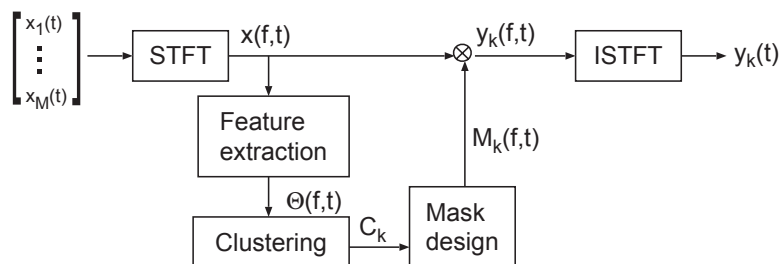 x1(t)
⋮
xM(t)
STFT
x(f,t)
⊗
yk(f,t)
ISTFT
yk(t)
Feature
extraction
Mk(f,t)
Θ(f,t)
Clustering
Ck
Mask
design